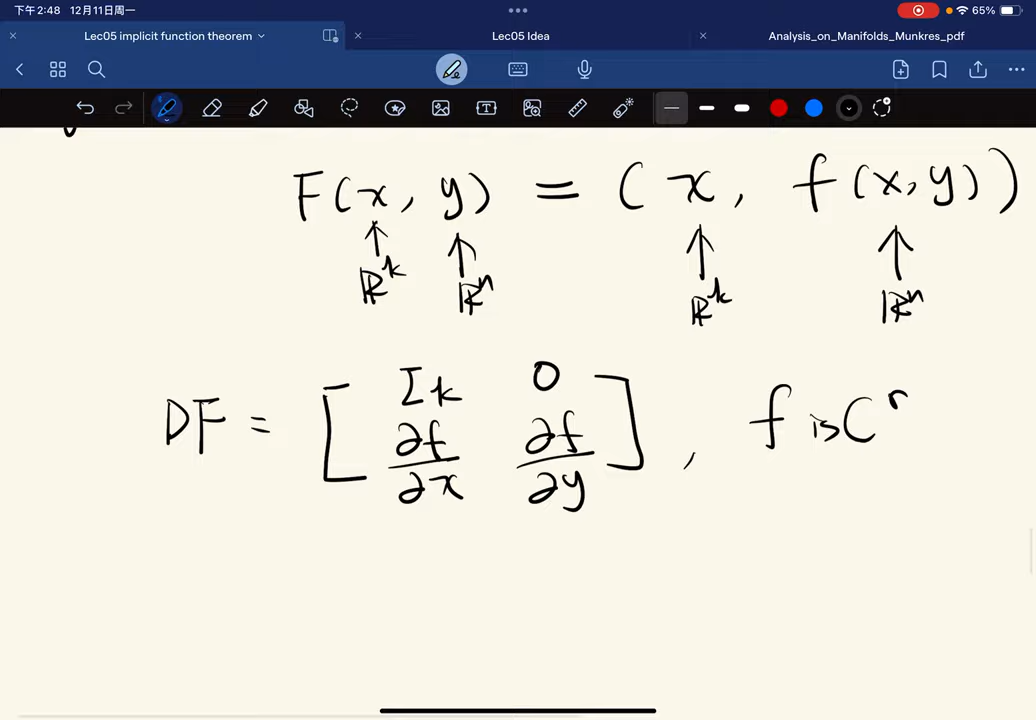 下午2:48 12月11日周一
65%
Lec05 implicit function theorem
Lec05 Idea
Analysis_on_Manifolds_Munkres_pdf
F(x, y) = (x, f(x,y))
↑ ↑ ↑ ↑
ℝ^k ℝ^n ℝ^k ℝ^n
DF = [ I_k 0 ; ∂f/∂x ∂f/∂y ], f is C^r